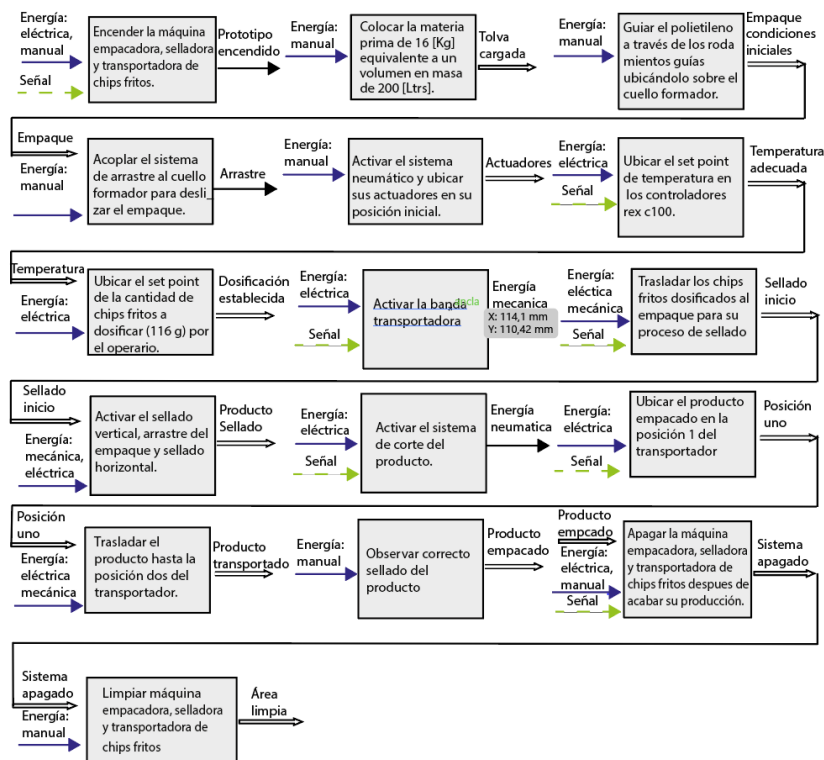 Energía:
eléctrica,
manual
Señal
Encender la máquina
empacadora, selladora
y transportadora de
chips fritos.
Prototipo
encendido
Energía:
manual
Colocar la materia
prima de 16 [Kg]
equivalente a un
volumen en masa
de 200 [Ltrs].
Tolva
cargada
Energía:
manual
Guiar el polietileno
a través de los roda
mientos guías
ubicándolo sobre el
cuello formador.
Empaque
condiciones
iniciales
Empaque
Energía:
manual
Acoplar el sistema
de arrastre al cuello
formador para desli_
zar el empaque.
Arrastre
Energía:
manual
Activar el sistema
neumático y ubicar
sus actuadores en su
posición inicial.
Actuadores
Energía:
eléctrica
Señal
Ubicar el set point
de temperatura en
los controladores
rex c100.
Temperatura
adecuada
Temperatura
Energía:
eléctrica
Ubicar el set point
de la cantidad de
chips fritos a
dosificar (116 g) por
el operario.
Dosificación
establecida
Energía:
eléctrica
Señal
Activar la banda
transportadora
Energía
mecanica
X: 114,1 mm
Y: 110,42 mm
Energía:
eléctica
mecánica
Señal
Trasladar los chips
fritos dosificados al
empaque para su
proceso de sellado
Sellado
inicio
Sellado
inicio
Energía:
mecánica,
eléctrica
Activar el sellado
vertical, arrastre del
empaque y sellado
horizontal.
Producto
Sellado
Energía:
eléctrica
Señal
Activar el sistema
de corte del
producto.
Energía
neumatica
Energía:
eléctrica
Señal
Ubicar el producto
empacado en la
posición 1 del
transportador
Posición
uno
Posición
uno
Energía:
eléctrica
mecánica
Trasladar el
producto hasta la
posición dos del
transportador.
Producto
transportado
Energía:
manual
Observar correcto
sellado del
producto
Producto
empacado
Producto
empcado
Energía:
eléctrica,
manual
Señal
Apagar la máquina
empacadora, selladora
y transportadora de
chips fritos despues de
acabar su producción.
Sistema
apagado
Sistema
apagado
Energía:
manual
Limpiar máquina
empacadora, selladora
y transportadora de
chips fritos
Área
limpia